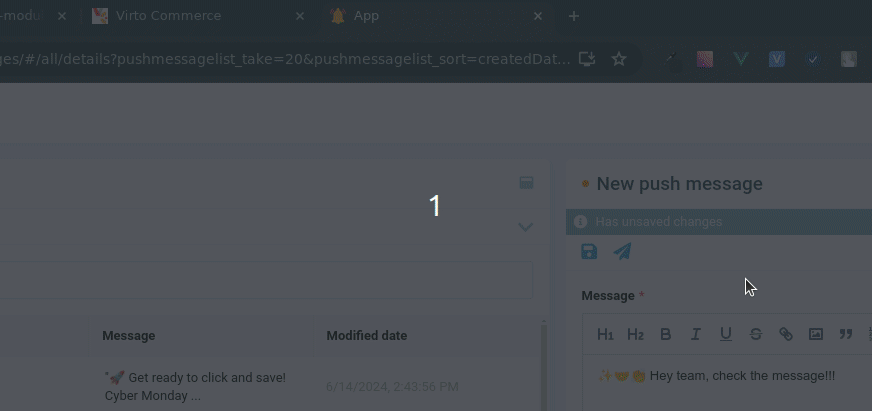 -modu
Virto Commerce
App
ges/#/all/details?pushmessagelist_take=20&pushmessagelist_sort=createdDat...
1
New push message
Has unsaved changes
Message *
H1 H2 B I U S
Message Modified date
🚀 Get ready to click and save!
Cyber Monday ...
6/14/2024, 2:43:56 PM
✨🤝👏 Hey team, check the message!!!